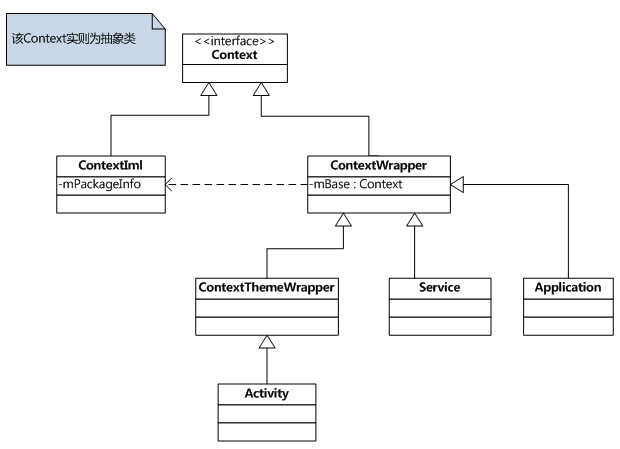 该Context实则为抽象类
<<interface>>
Context
ContextIml
-mPackageInfo
ContextWrapper
-mBase : Context
ContextThemeWrapper
Service
Application
Activity